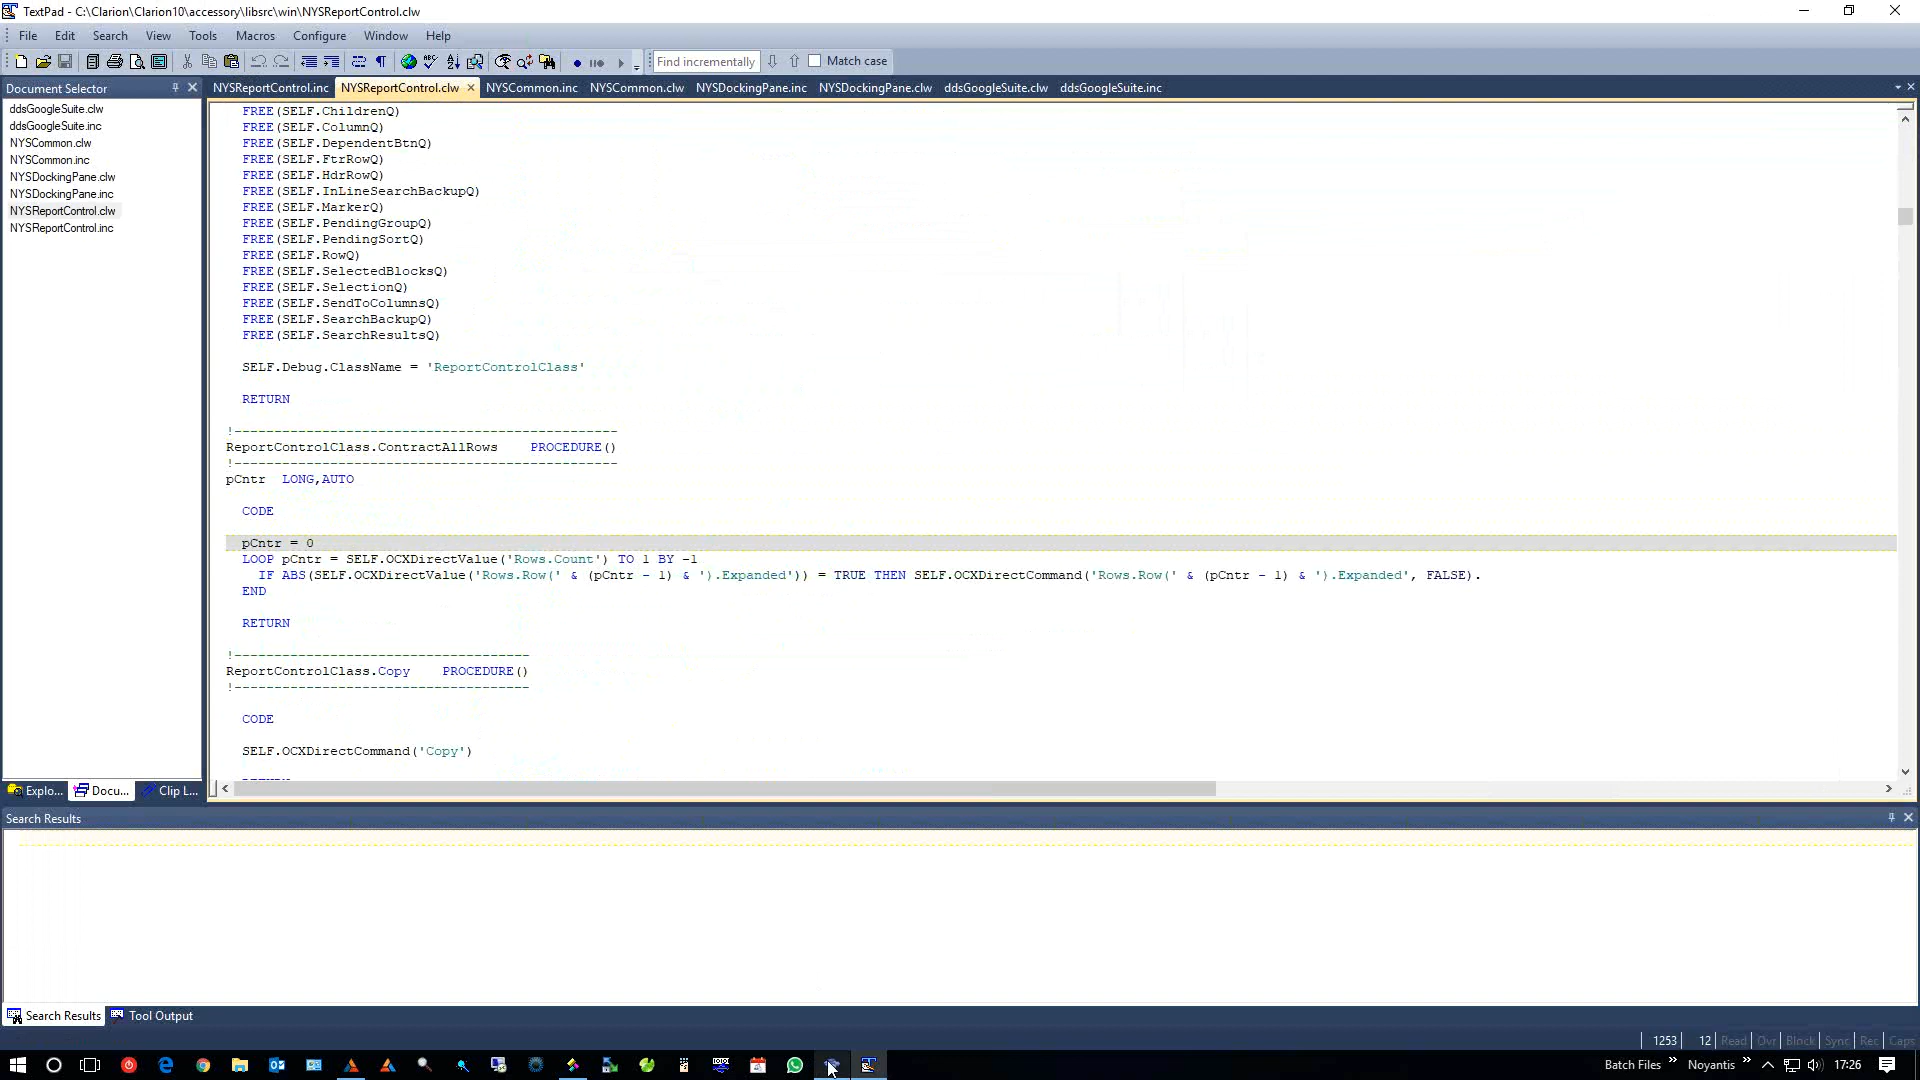 TextPad - C:\Clarion\Clarion10\accessory\libsrc\win\NYSReportControl.clw
File Edit Search View Tools Macros Configure Window Help
Find incrementally Match case
Document Selector
NYSReportControl.inc NYSReportControl.clw NYSCommon.inc NYSCommon.clw NYSDockingPane.inc NYSDockingPane.clw ddsGoogleSuite.clw ddsGoogleSuite.inc
ddsGoogleSuite.clw
ddsGoogleSuite.inc
NYSCommon.clw
NYSCommon.inc
NYSDockingPane.clw
NYSDockingPane.inc
NYSReportControl.clw
NYSReportControl.inc
FREE(SELF.ChildrenQ)
FREE(SELF.ColumnQ)
FREE(SELF.DependentBtnQ)
FREE(SELF.FtrRowQ)
FREE(SELF.HdrRowQ)
FREE(SELF.InLineSearchBackupQ)
FREE(SELF.MarkerQ)
FREE(SELF.PendingGroupQ)
FREE(SELF.PendingSortQ)
FREE(SELF.RowQ)
FREE(SELF.SelectedBlocksQ)
FREE(SELF.SelectionQ)
FREE(SELF.SendToColumnsQ)
FREE(SELF.SearchBackupQ)
FREE(SELF.SearchResultsQ)
SELF.Debug.ClassName = 'ReportControlClass'
RETURN
!------------------------------------------------
ReportControlClass.ContractAllRows    PROCEDURE()
!------------------------------------------------
pCntr  LONG,AUTO
CODE
pCntr = 0
LOOP pCntr = SELF.OCXDirectValue('Rows.Count') TO 1 BY -1
IF ABS(SELF.OCXDirectValue('Rows.Row(' & (pCntr - 1) & ').Expanded')) = TRUE THEN SELF.OCXDirectCommand('Rows.Row(' & (pCntr - 1) & ').Expanded', FALSE).
END
RETURN
!-------------------------------------
ReportControlClass.Copy    PROCEDURE()
!-------------------------------------
CODE
SELF.OCXDirectCommand('Copy')
Explo... Docu... Clip L...
Search Results
Search Results Tool Output
1253 12 Read Ovr Block Sync Rec Caps
Batch Files » Noyantis » 17:26